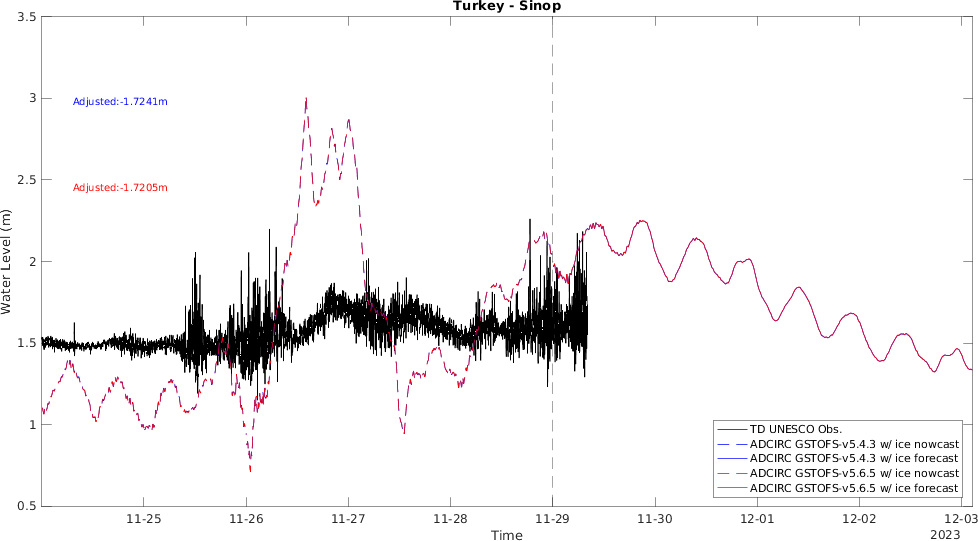 Turkey - Sinop
3.5
3
2.5
2
1.5
1
0.5
Water Level (m)
Adjusted:-1.7241m
Adjusted:-1.7205m
TD UNESCO Obs.
ADCIRC GSTOFS-v5.4.3 w/ ice nowcast
ADCIRC GSTOFS-v5.4.3 w/ ice forecast
ADCIRC GSTOFS-v5.6.5 w/ ice nowcast
ADCIRC GSTOFS-v5.6.5 w/ ice forecast
11-25 11-26 11-27 11-28 11-29 11-30 12-01 12-02 12-03
Time 2023